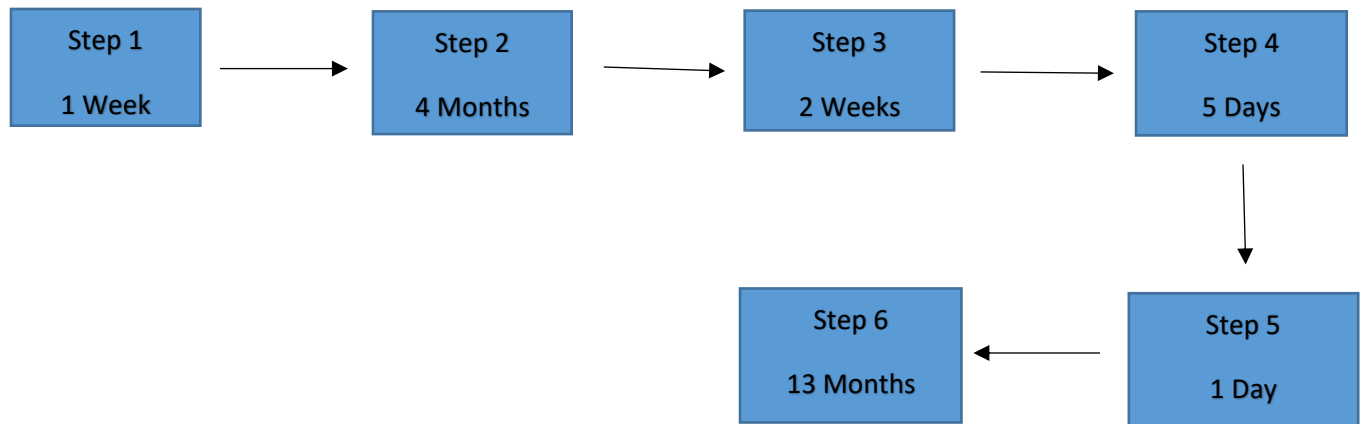 Step 1
1 Week
Step 2
4 Months
Step 3
2 Weeks
Step 4
5 Days
Step 5
1 Day
Step 6
13 Months